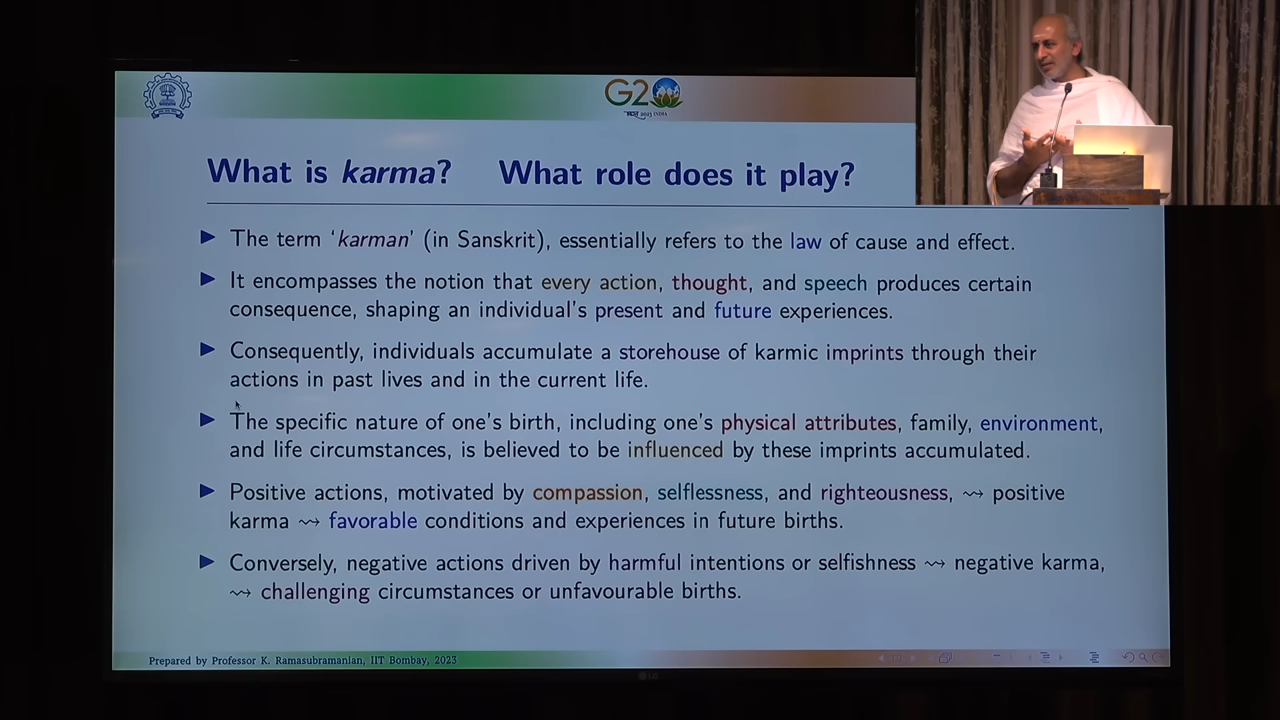 G20
भारत 2023 INDIA
What is karma? What role does it play?
▶ The term ‘karman’ (in Sanskrit), essentially refers to the law of cause and effect.
▶ It encompasses the notion that every action, thought, and speech produces certain
consequence, shaping an individual’s present and future experiences.
▶ Consequently, individuals accumulate a storehouse of karmic imprints through their
actions in past lives and in the current life.
▶ The specific nature of one’s birth, including one’s physical attributes, family, environment,
and life circumstances, is believed to be influenced by these imprints accumulated.
▶ Positive actions, motivated by compassion, selflessness, and righteousness, ⇝ positive
karma ⇝ favorable conditions and experiences in future births.
▶ Conversely, negative actions driven by harmful intentions or selfishness ⇝ negative karma,
⇝ challenging circumstances or unfavourable births.
Prepared by Professor K. Ramasubramanian, IIT Bombay, 2023
LG